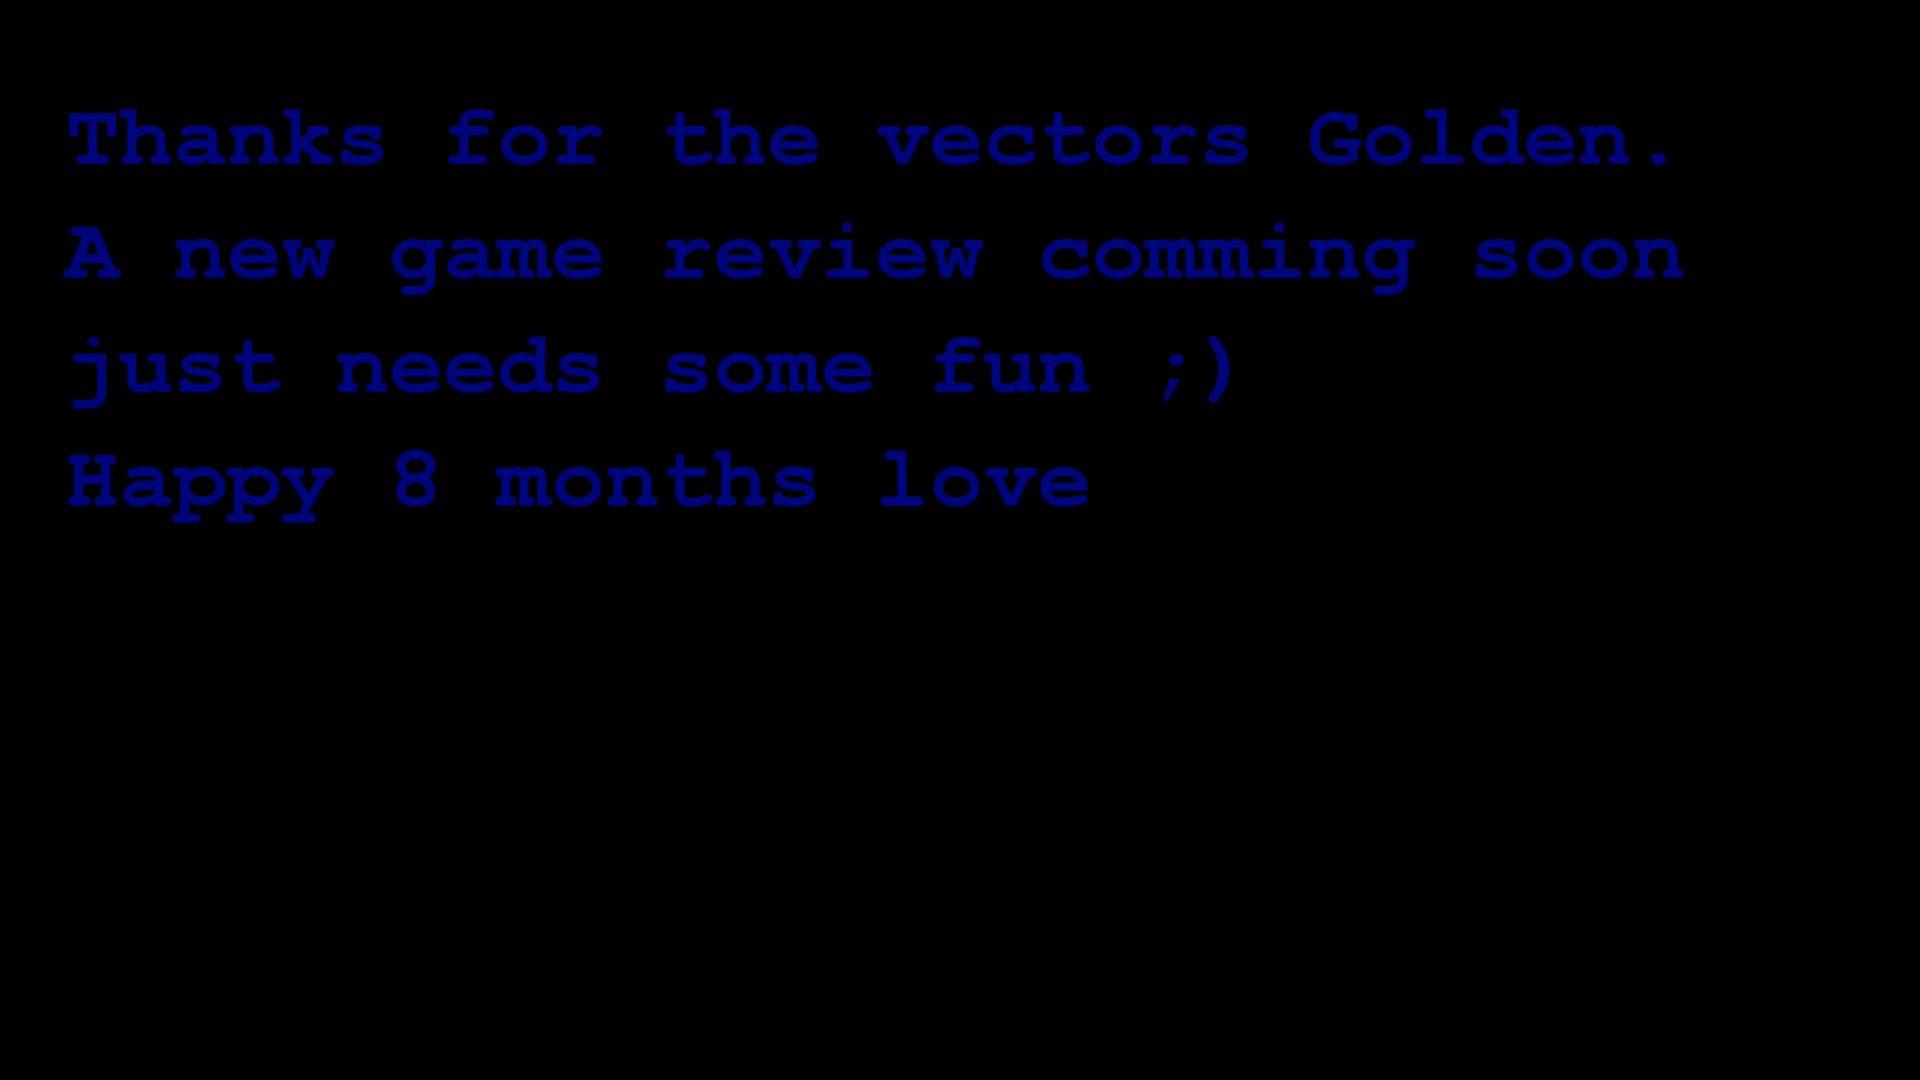 Thanks for the vectors Golden.
A new game review comming soon
just needs some fun ;)
Happy 8 months love